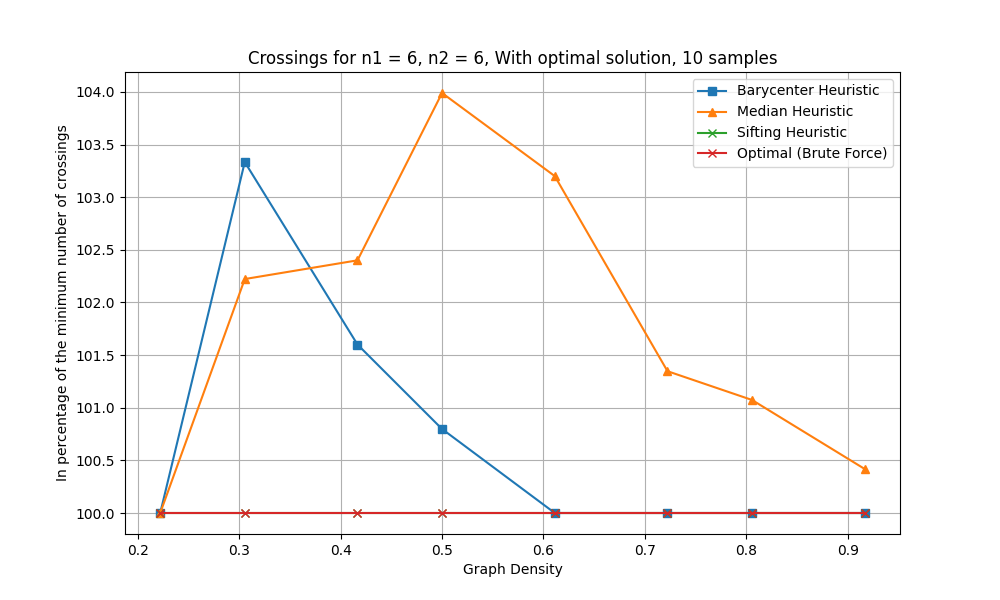 Crossings for n1 = 6, n2 = 6, With optimal solution, 10 samples
Barycenter Heuristic
Median Heuristic
Sifting Heuristic
Optimal (Brute Force)
In percentage of the minimum number of crossings
104.0
103.5
103.0
102.5
102.0
101.5
101.0
100.5
100.0
0.2 0.3 0.4 0.5 0.6 0.7 0.8 0.9
Graph Density